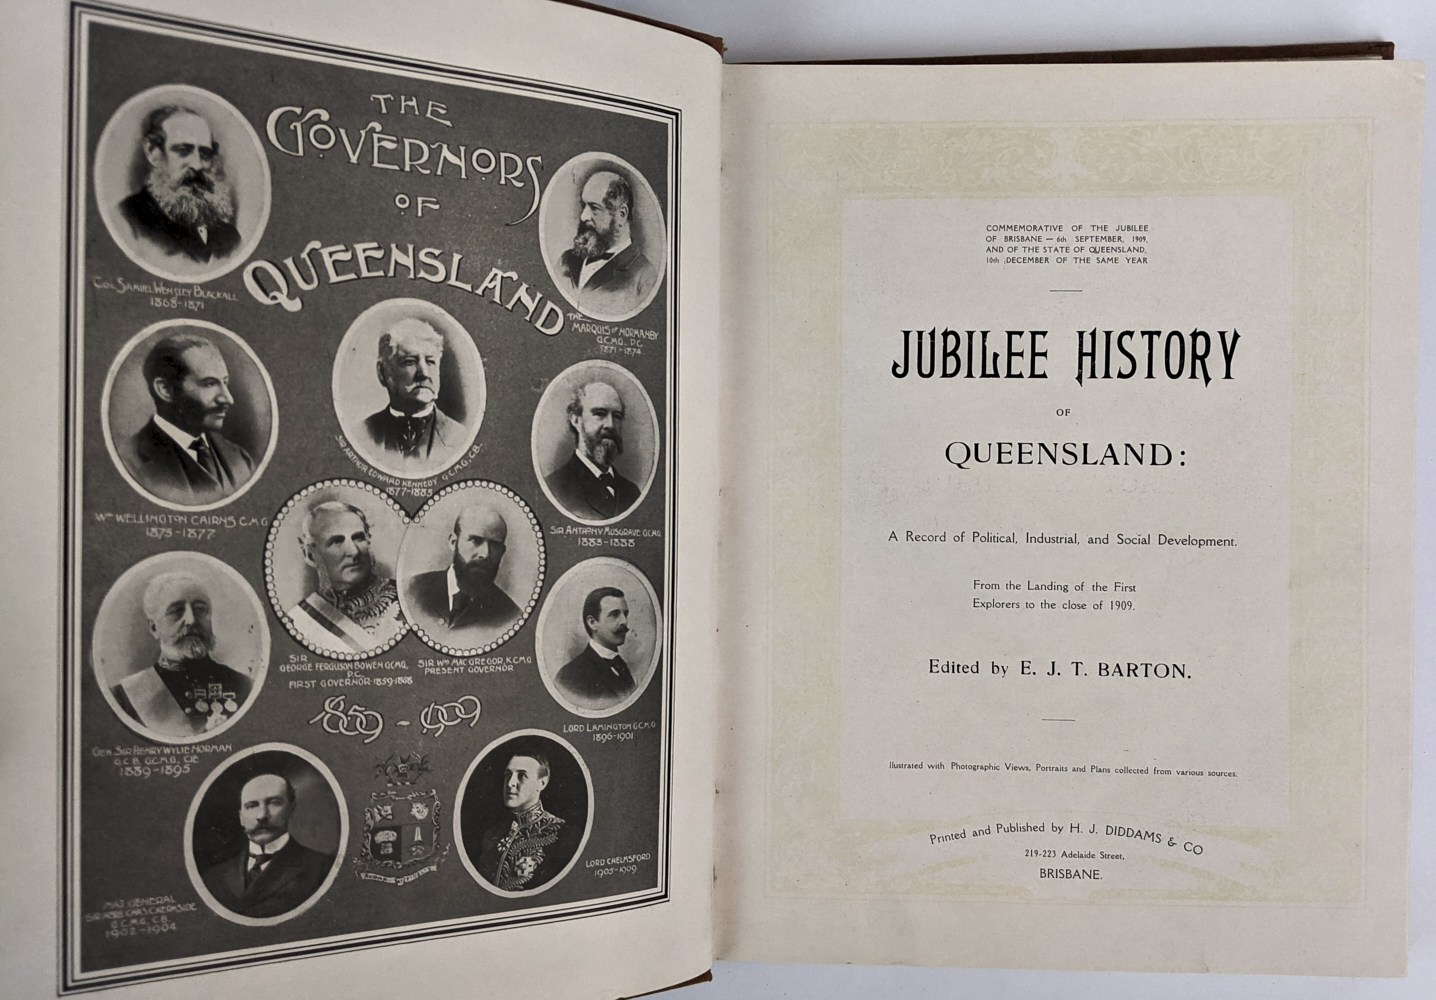 THE
GOVERNORS
OF
QUEENSLAND
COL SAMUEL WENSLEY BLACKALL
1868-1871
THE
MARQUIS OF NORMANBY
G.C.M.G. P.C.
1871-1874
SIR ARTHUR EDWARD KENNEDY G.C.M.G, C.B.
1877-1883
WM WELLINGTON CAIRNS C.M.G
1875-1877
SIR ANTHONY MUSGRAVE G.C.M.G.
1883-1888
SIR
GEORGE FERGUSON BOWEN G.C.M.G,
P.C.
FIRST GOVERNOR 1859-1868
SIR WM MAC GREGOR, K.C.M.G
PRESENT GOVERNOR
GEN SIR HENRY WYLIE NORMAN
G.C.B. G.C.M.G, CIE
1889-1895
LORD LAMINGTON G.C.M.G
1896-1901
1859-1909
MAJ GENERAL
G.C.M.G. C.B.
1902-1904
LORD CHELMSFORD
1905-1909
COMMEMORATIVE OF THE JUBILEE
OF BRISBANE — 6th SEPTEMBER, 1909,
AND OF THE STATE OF QUEENSLAND,
10th DECEMBER OF THE SAME YEAR
JUBILEE HISTORY
OF
QUEENSLAND:
A Record of Political, Industrial, and Social Development.
From the Landing of the First
Explorers to the close of 1909.
Edited by E. J. T. BARTON.
Illustrated with Photographic Views, Portraits and Plans collected from various sources.
Printed and Published by H. J. DIDDAMS & CO
219-223 Adelaide Street,
BRISBANE.